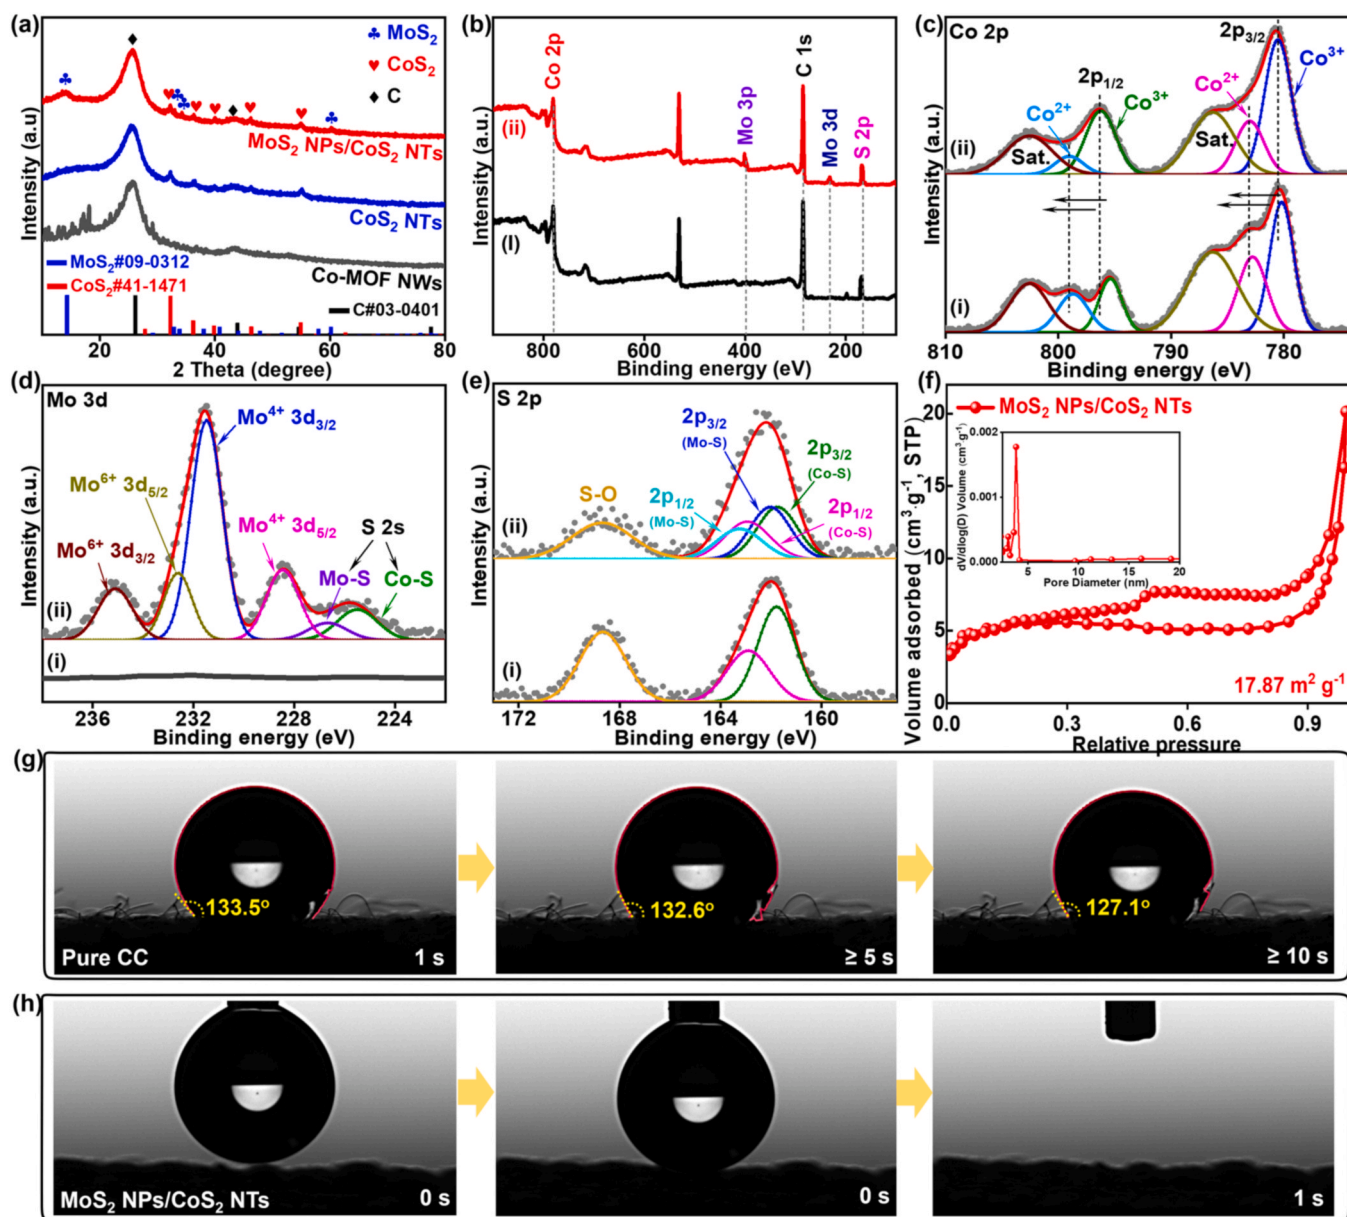 (a)
♣ MoS₂
♥ CoS₂
♦ C
MoS₂ NPs/CoS₂ NTs
CoS₂ NTs
Co-MOF NWs
MoS₂#09-0312
CoS₂#41-1471
C#03-0401
Intensity (a.u)
20 40 60 80
2 Theta (degree)
(b)
Co 2p
Mo 3p
C 1s
Mo 3d
S 2p
(ii)
(I)
Intensity (a.u.)
800 600 400 200
Binding energy (eV)
(c)
Co 2p
2p₃/₂
Co³⁺
2p₁/₂
Co²⁺
Co²⁺
Co³⁺
(ii)
Sat.
Sat.
(i)
Intensity (a.u.)
810 800 790 780
Binding energy (eV)
(d)
Mo 3d
Mo⁴⁺ 3d₃/₂
Mo⁶⁺ 3d₅/₂
Mo⁶⁺ 3d₃/₂
Mo⁴⁺ 3d₅/₂
S 2s
Mo-S
Co-S
(ii)
(i)
Intensity (a.u.)
236 232 228 224
Binding energy (eV)
(e)
S 2p
2p₃/₂
(Mo-S)
2p₃/₂
(Co-S)
S-O
2p₁/₂
(Mo-S)
2p₁/₂
(Co-S)
(ii)
(i)
Intensity (a.u.)
172 168 164 160
Binding energy (eV)
(f)
MoS₂ NPs/CoS₂ NTs
Volume adsorbed (cm³·g⁻¹, STP)
20
15
10
5
0
dV/dlog(D) Volume (cm³ g⁻¹)
0.002
0.001
0.000
5 10 15 20
Pore Diameter (nm)
17.87 m² g⁻¹
0.0 0.3 0.6 0.9
Relative pressure
(g)
133.5°
Pure CC
1 s
132.6°
≥ 5 s
127.1°
≥ 10 s
(h)
MoS₂ NPs/CoS₂ NTs
0 s
0 s
1 s